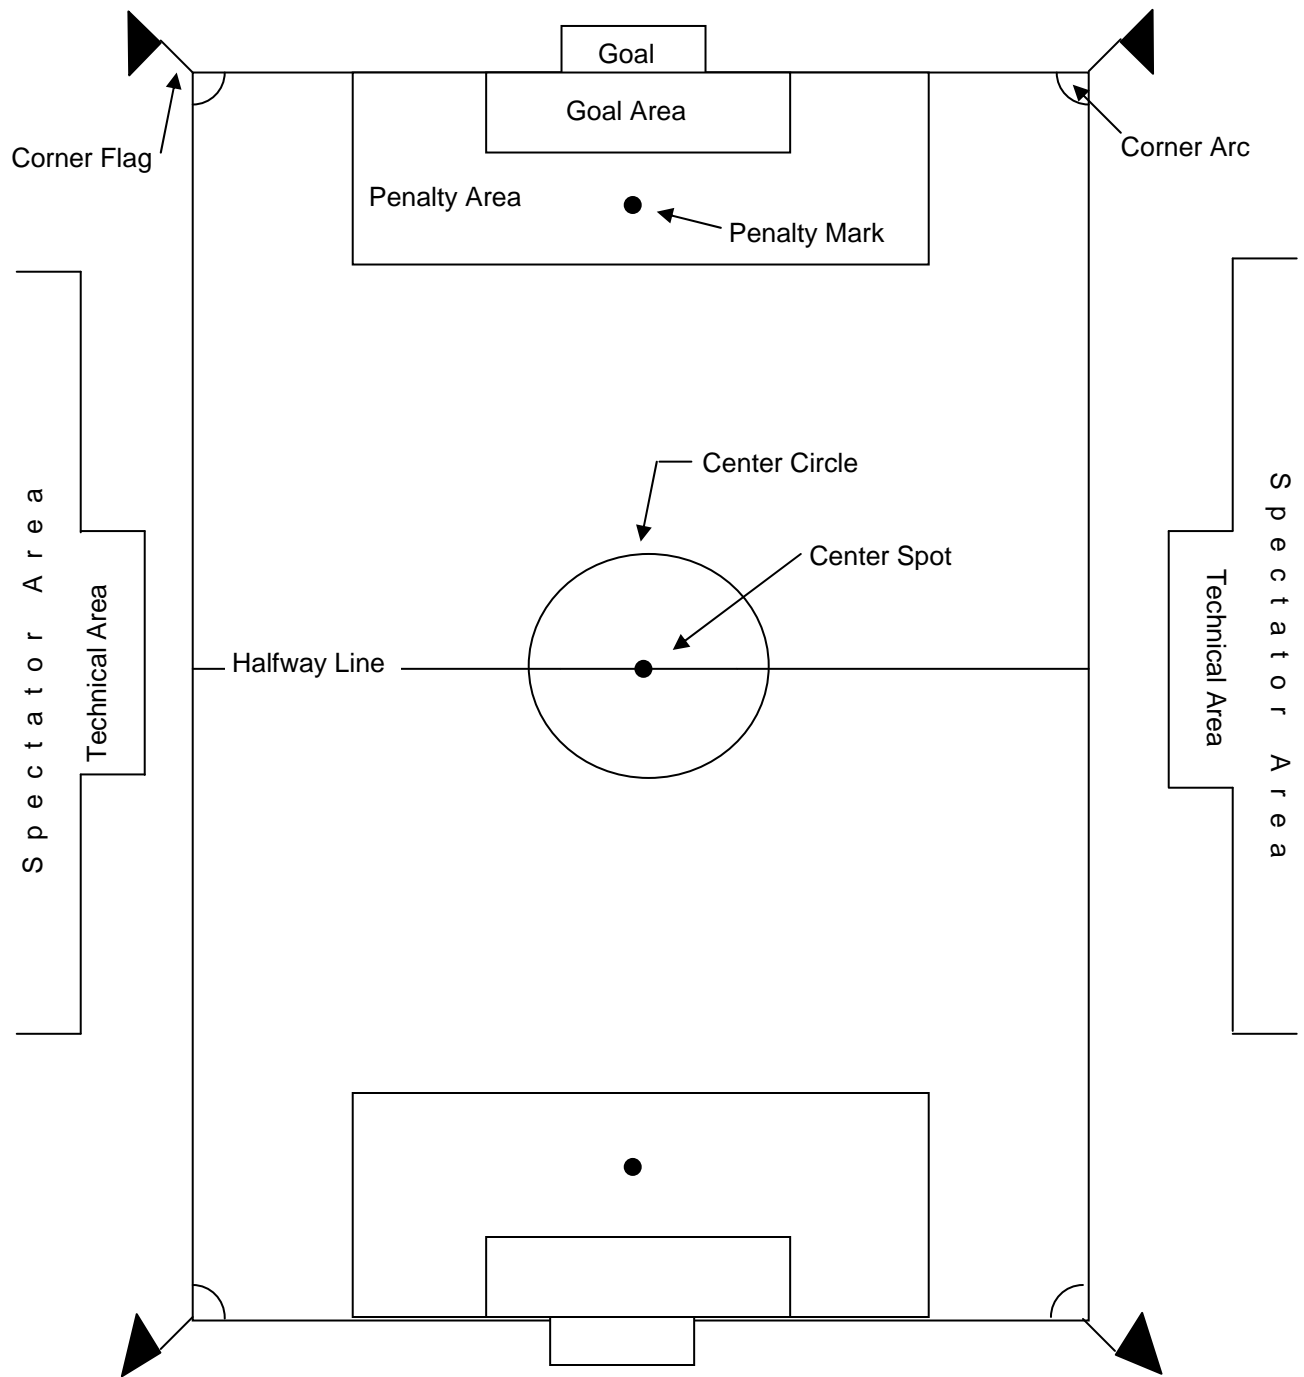 Goal
Goal Area
Corner Flag
Corner Arc
Penalty Area
Penalty Mark
Center Circle
Center Spot
Halfway Line
Spectator Area
Technical Area
Technical Area
Spectator Area